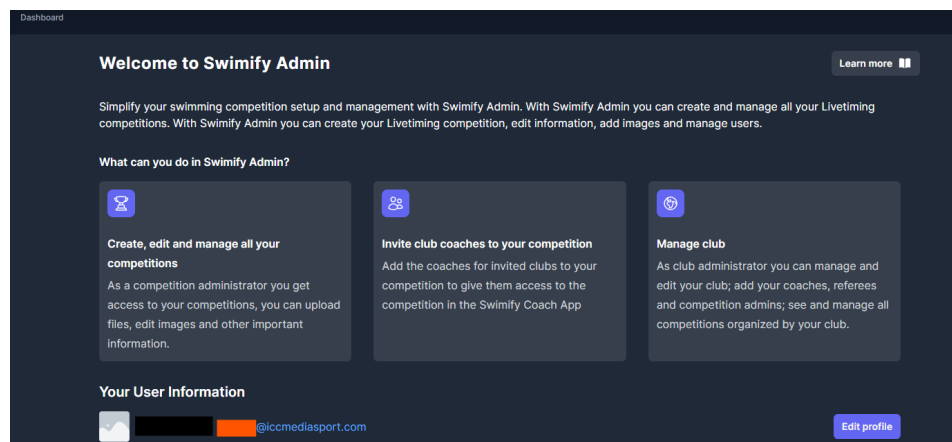 Dashboard
Welcome to Swimify Admin
Learn more
Simplify your swimming competition setup and management with Swimify Admin. With Swimify Admin you can create and manage all your Livetiming
competitions. With Swimify Admin you can create your Livetiming competition, edit information, add images and manage users.
What can you do in Swimify Admin?
Create, edit and manage all your
competitions
As a competition administrator you get
access to your competitions, you can upload
files, edit images and other important
information.
Invite club coaches to your competition
Add the coaches for invited clubs to your
competition to give them access to the
competition in the Swimify Coach App
Manage club
As club administrator you can manage and
edit your club; add your coaches, referees
and competition admins; see and manage all
competitions organized by your club.
Your User Information
@iccmediasport.com
Edit profile